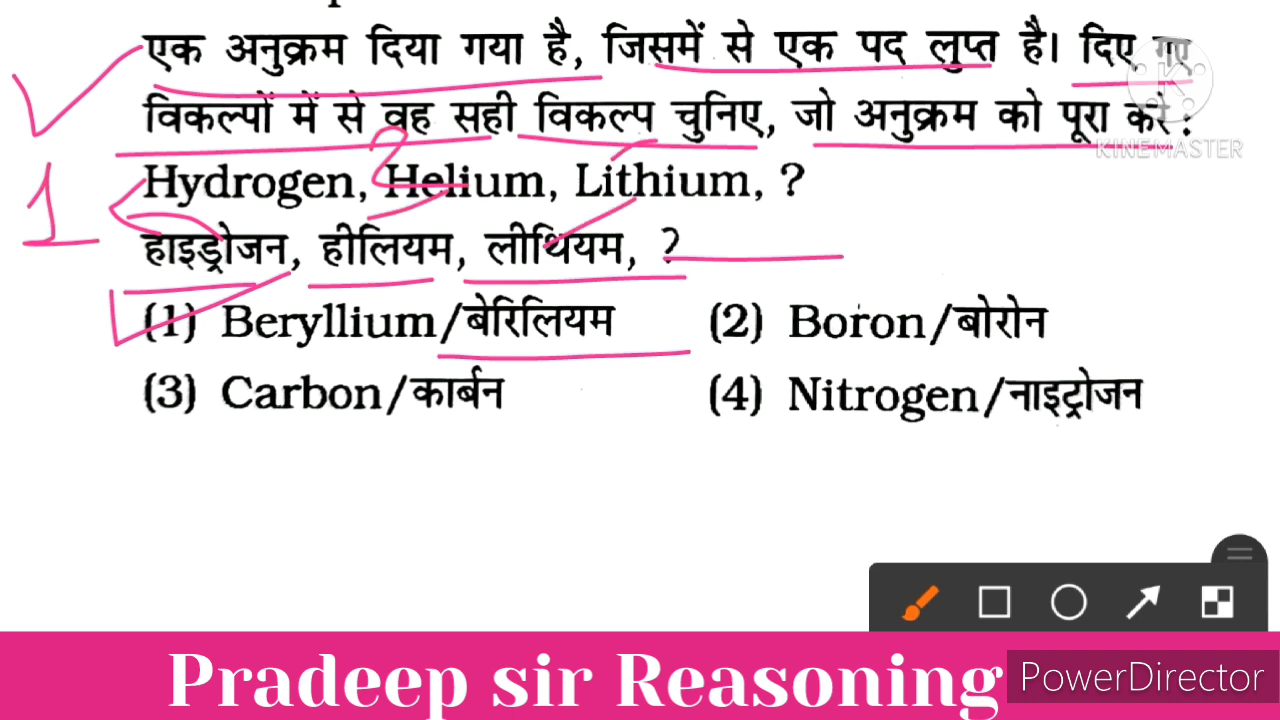 एक अनुक्रम दिया गया है, जिसमें से एक पद लुप्त है। दिए गए
विकल्पों में से वह सही विकल्प चुनिए, जो अनुक्रम को पूरा करे :
KINEMASTER
1
Hydrogen, Helium, Lithium, ?
हाइड्रोजन, हीलियम, लीथियम, ?
(1) Beryllium/बेरिलियम (2) Boron/बोरोन
(3) Carbon/कार्बन (4) Nitrogen/नाइट्रोजन
Pradeep sir Reasoning
PowerDirector